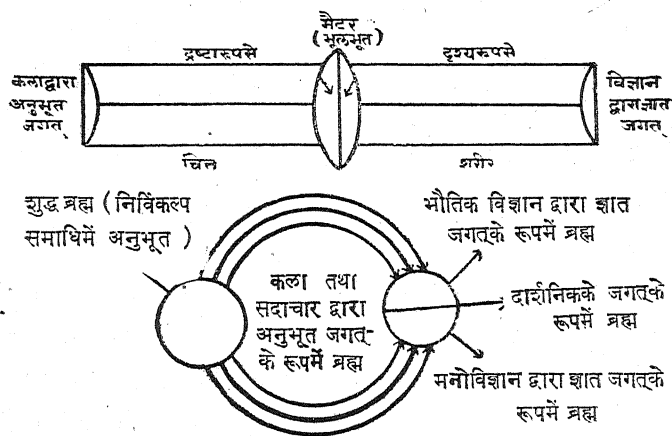 मैटर
(भूलभूत)
द्रष्टारुपसे
दृश्यरुपसे
कलाद्वारा
अनुभूत
जगत्
विज्ञान
द्वाराज्ञात
जगत्
चित्त
शरीर
शुद्ध ब्रह्म (निर्विकल्प
समाधिमें अनुभूत)
भौतिक विज्ञान द्वारा ज्ञात
जगत्‌के रूपमें ब्रह्म
कला तथा
सदाचार द्वारा
अनुभूत जगत्-
के रूपमें ब्रह्म
दार्शनिकके जगत्‌के
रूपमें ब्रह्म
मनोविज्ञान द्वारा ज्ञात जगत्‌के
रूपमें ब्रह्म